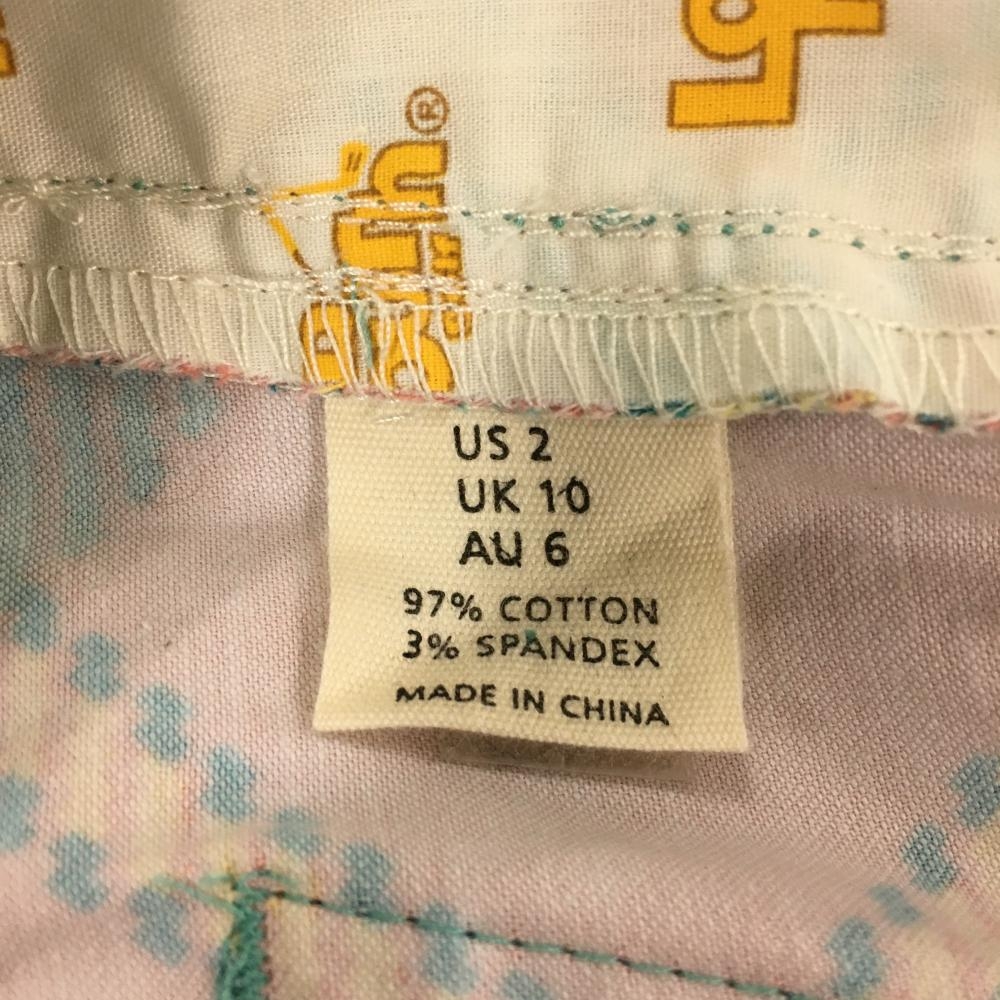 US 2
UK 10
AU 6
97% COTTON
3% SPANDEX
MADE IN CHINA